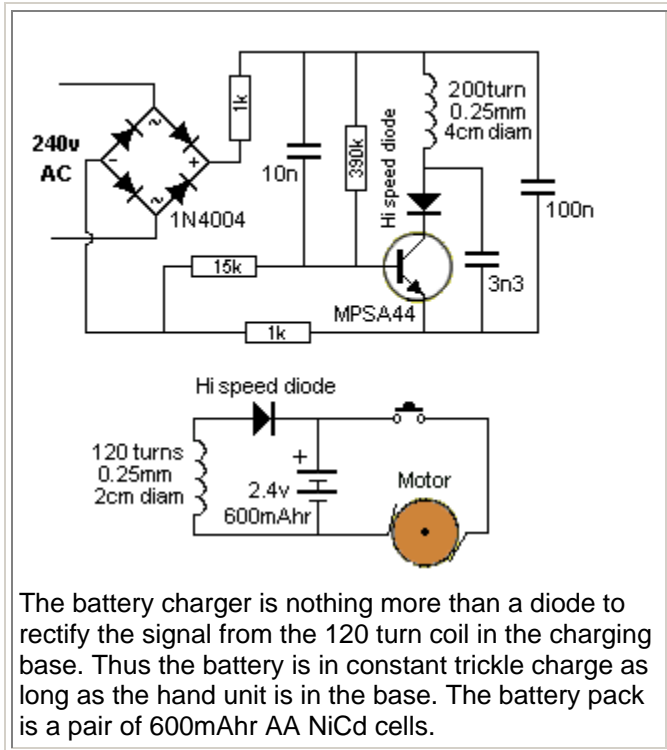 200turn
0.25mm
4cm diam
1k
Hi speed diode
240v
AC
~
-
+
~
10n
390k
1N4004
100n
15k
3n3
MPSA44
1k
Hi speed diode
120 turns
0.25mm
2cm diam
+
2.4v
600mAhr
Motor
The battery charger is nothing more than a diode to
rectify the signal from the 120 turn coil in the charging
base. Thus the battery is in constant trickle charge as
long as the hand unit is in the base. The battery pack
is a pair of 600mAhr AA NiCd cells.